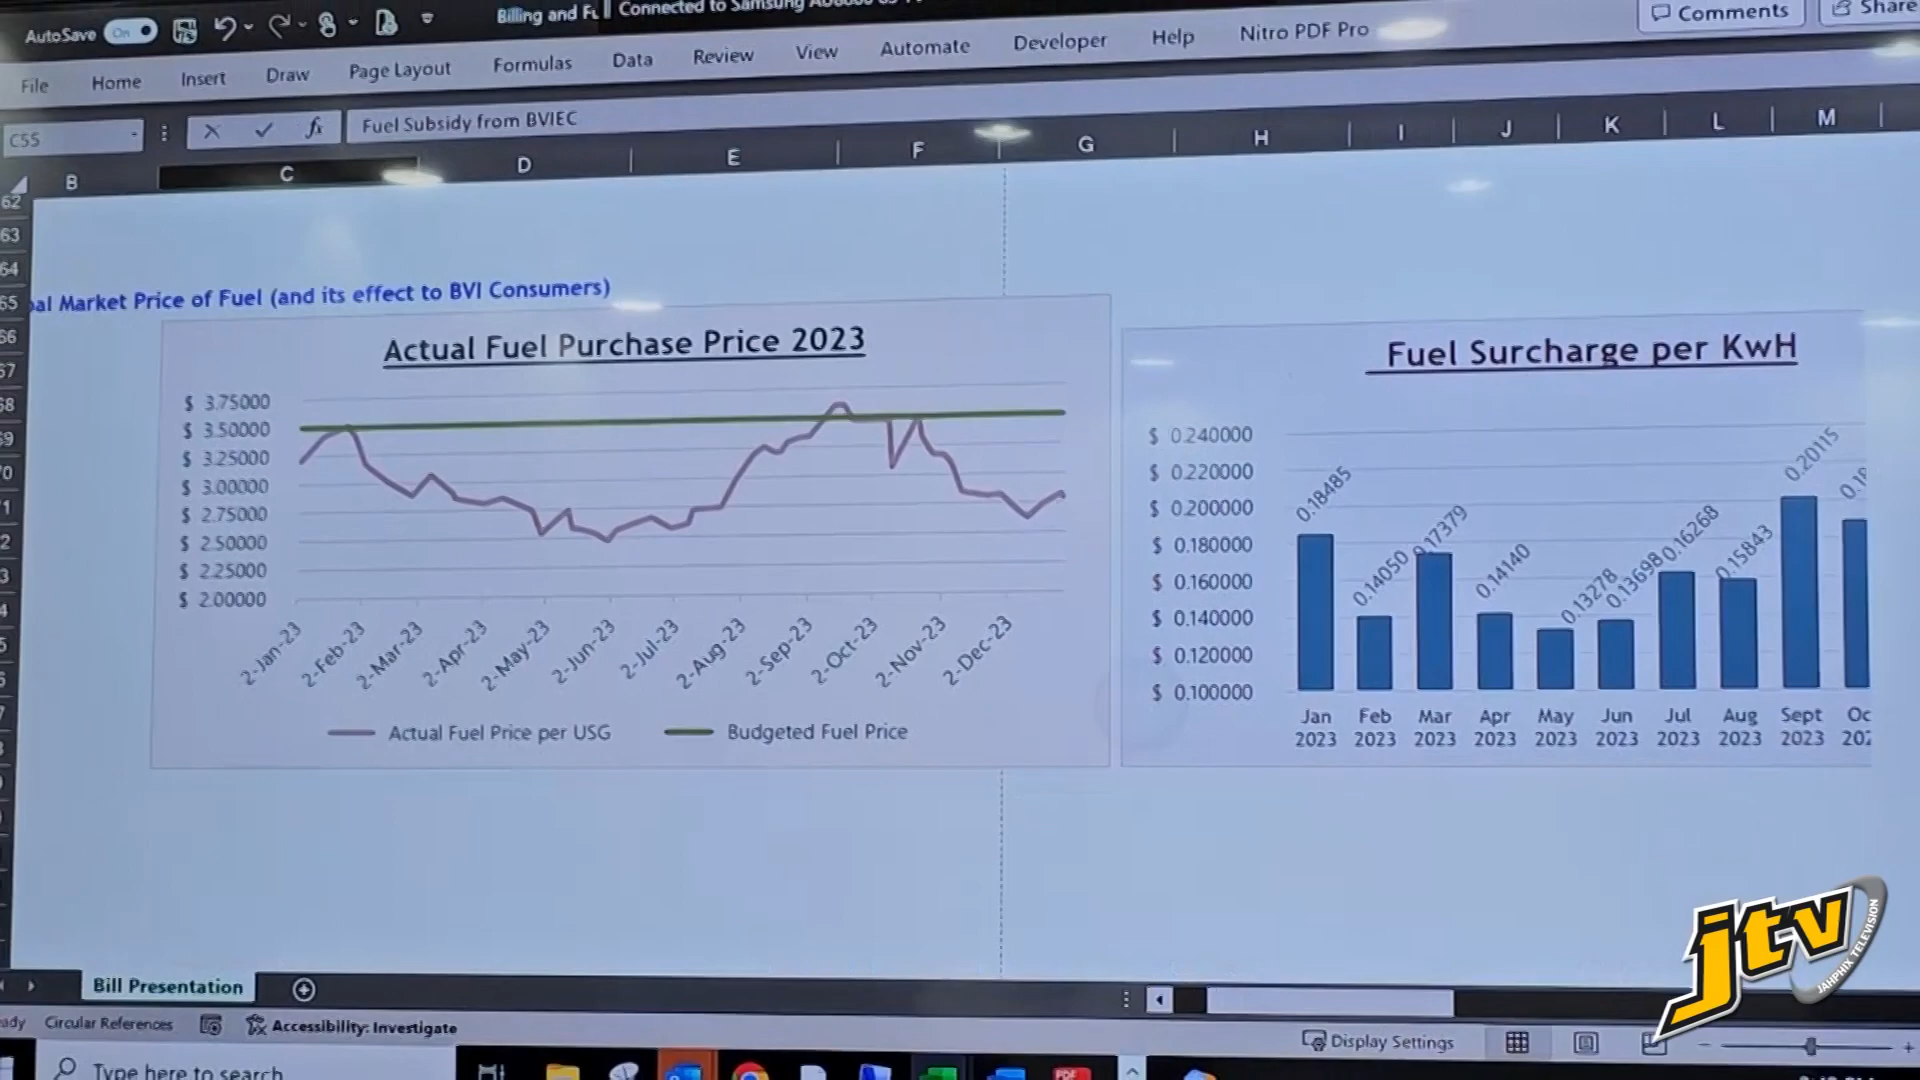 AutoSave On
Billing and Connected to Samsung
Comments Share
File Home Insert Draw Page Layout Formulas Data Review View Automate Developer Help Nitro PDF Pro
C55 fx Fuel Subsidy from BVIEC
B C D E F G H I J K L M
62
63
64
65
Market Price of Fuel (and its effect to BVI Consumers)
Actual Fuel Purchase Price 2023
$ 3.75000
$ 3.50000
$ 3.25000
$ 3.00000
$ 2.75000
$ 2.50000
$ 2.25000
$ 2.00000
2-Jan-23 2-Feb-23 2-Mar-23 2-Apr-23 2-May-23 2-Jun-23 2-Jul-23 2-Aug-23 2-Sep-23 2-Oct-23 2-Nov-23 2-Dec-23
Actual Fuel Price per USG Budgeted Fuel Price
Fuel Surcharge per KwH
$ 0.240000
$ 0.220000
$ 0.200000
$ 0.180000
$ 0.160000
$ 0.140000
$ 0.120000
$ 0.100000
0.18485 0.14050 0.17379 0.14140 0.13278 0.13698 0.16268 0.15843 0.20115
Jan Feb Mar Apr May Jun Jul Aug Sept Oc
2023 2023 2023 2023 2023 2023 2023 2023 2023 202
jtv
JAHPHIX TELEVISION
Bill Presentation
Circular References Accessibility: Investigate
Display Settings
Type here to search